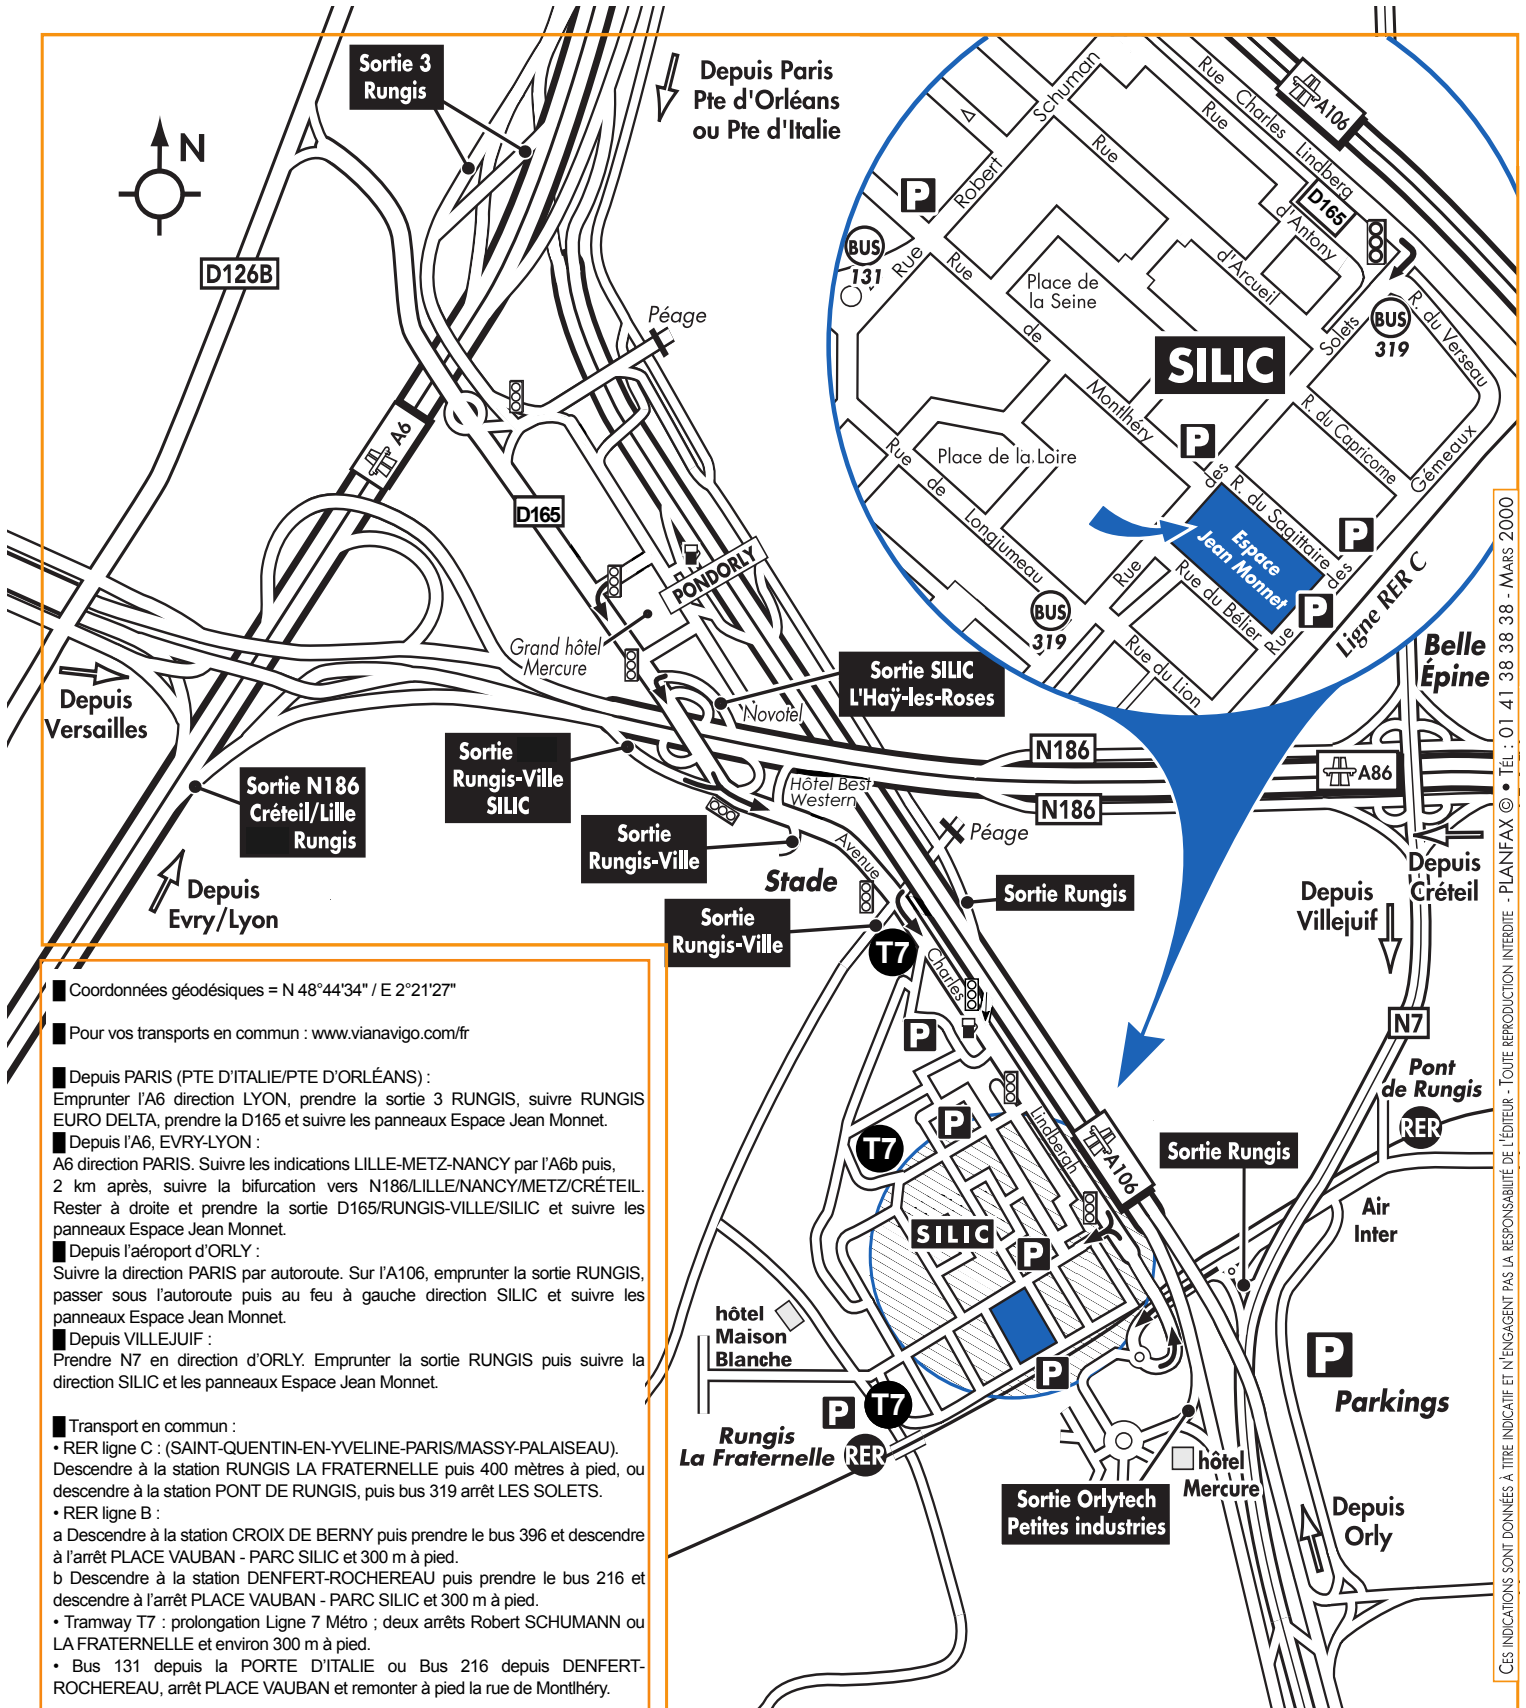 Sortie 3
Rungis
Depuis Paris
Pte d'Orléans
ou Pte d'Italie
N
D126B
Péage
A6
D165
PONDORLY
Grand hôtel
Mercure
Novotel
Depuis
Versailles
Sortie SILIC
L'Haÿ-les-Roses
Sortie
Rungis-Ville
SILIC
Sortie N186
Créteil/Lille
Rungis
Sortie
Rungis-Ville
Hôtel Best
Western
Depuis
Evry/Lyon
Stade
Avenue
Charles
Lindbergh
Péage
Sortie Rungis
Sortie
Rungis-Ville
T7
N186
N186
A86
Belle
Épine
Depuis
Créteil
Depuis
Villejuif
N7
Pont
de Rungis
RER
Sortie Rungis
Air
Inter
A106
P
P
T7
SILIC
P
P
P
hôtel
Maison
Blanche
T7
Rungis
La Fraternelle
RER
P
Parkings
hôtel
Mercure
Sortie Orlytech
Petites industries
Depuis
Orly
Rue Charles Lindberg
A106
D165
Rue Robert Schuman
Rue d'Arcueil
Rue d'Antony
P
BUS
131
Rue de Montlhéry
Place de
la Seine
SILIC
BUS
319
R. du Verseau
Rue des Solets
R. du Capricorne
Rue des Gémeaux
P
Place de la Loire
Rue de Longjumeau
R. du Sagittaire
P
Espace
Jean Monnet
Rue du Bélier
P
BUS
319
Rue du Lion
Ligne RER C
Coordonnées géodésiques = N 48°44'34" / E 2°21'27"
Pour vos transports en commun : www.vianavigo.com/fr
Depuis PARIS (PTE D'ITALIE/PTE D'ORLÉANS) :
Emprunter l'A6 direction LYON, prendre la sortie 3 RUNGIS, suivre RUNGIS
EURO DELTA, prendre la D165 et suivre les panneaux Espace Jean Monnet.
Depuis l'A6, EVRY-LYON :
A6 direction PARIS. Suivre les indications LILLE-METZ-NANCY par l'A6b puis,
2 km après, suivre la bifurcation vers N186/LILLE/NANCY/METZ/CRÉTEIL.
Rester à droite et prendre la sortie D165/RUNGIS-VILLE/SILIC et suivre les
panneaux Espace Jean Monnet.
Depuis l'aéroport d'ORLY :
Suivre la direction PARIS par autoroute. Sur l'A106, emprunter la sortie RUNGIS,
passer sous l'autoroute puis au feu à gauche direction SILIC et suivre les
panneaux Espace Jean Monnet.
Depuis VILLEJUIF :
Prendre N7 en direction d'ORLY. Emprunter la sortie RUNGIS puis suivre la
direction SILIC et les panneaux Espace Jean Monnet.
Transport en commun :
• RER ligne C : (SAINT-QUENTIN-EN-YVELINE-PARIS/MASSY-PALAISEAU).
Descendre à la station RUNGIS LA FRATERNELLE puis 400 mètres à pied, ou
descendre à la station PONT DE RUNGIS, puis bus 319 arrêt LES SOLETS.
• RER ligne B :
a Descendre à la station CROIX DE BERNY puis prendre le bus 396 et descendre
à l'arrêt PLACE VAUBAN - PARC SILIC et 300 m à pied.
b Descendre à la station DENFERT-ROCHEREAU puis prendre le bus 216 et
descendre à l'arrêt PLACE VAUBAN - PARC SILIC et 300 m à pied.
• Tramway T7 : prolongation Ligne 7 Métro ; deux arrêts Robert SCHUMANN ou
LA FRATERNELLE et environ 300 m à pied.
• Bus 131 depuis la PORTE D'ITALIE ou Bus 216 depuis DENFERT-
ROCHEREAU, arrêt PLACE VAUBAN et remonter à pied la rue de Montlhéry.
CES INDICATIONS SONT DONNÉES À TITRE INDICATIF ET N'ENGAGENT PAS LA RESPONSABILITÉ DE L'ÉDITEUR - TOUTE REPRODUCTION INTERDITE - PLANFAX © • TÉL : 01 41 38 38 38 - MARS 2000